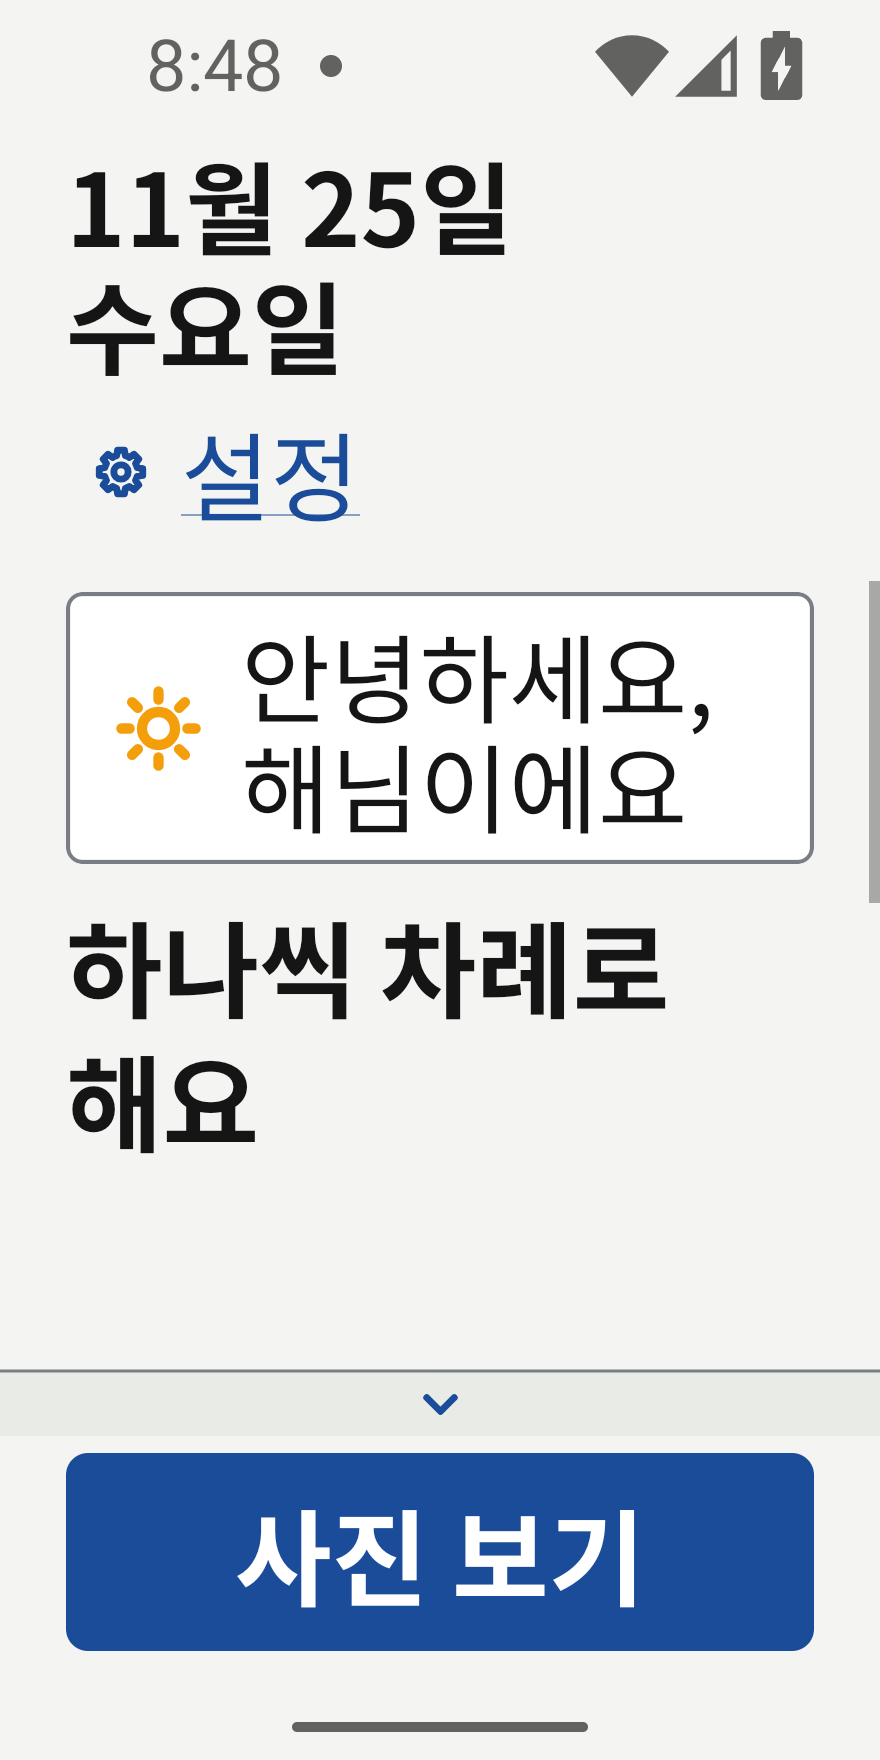 8:48
11월 25일
수요일
설정
안녕하세요,
해님이에요
하나씩 차례로
해요
사진 보기